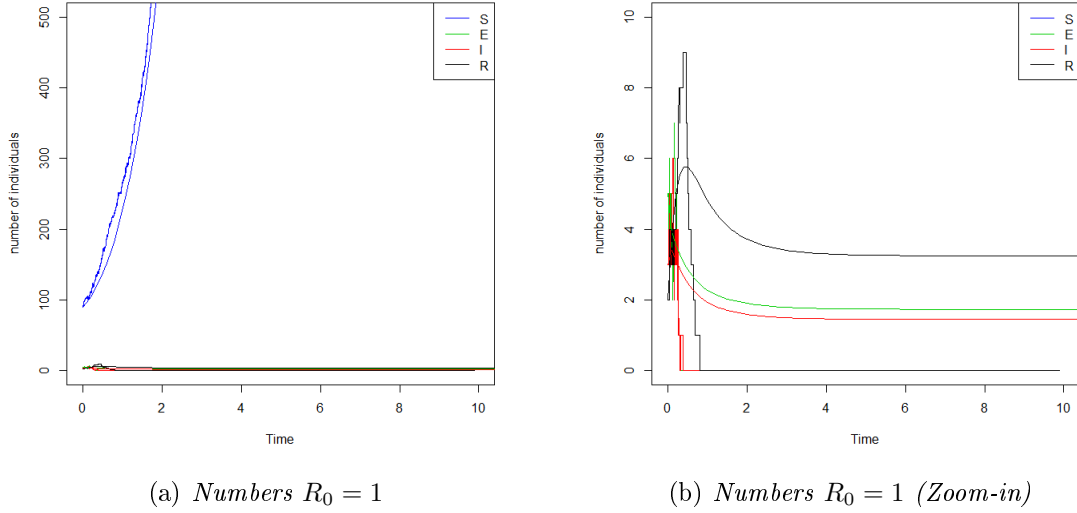 number of individuals
500
400
300
200
100
0
0 2 4 6 8 10
Time
S
E
I
R
(a) Numbers R₀ = 1
number of individuals
10
8
6
4
2
0
0 2 4 6 8 10
Time
S
E
I
R
(b) Numbers R₀ = 1 (Zoom-in)